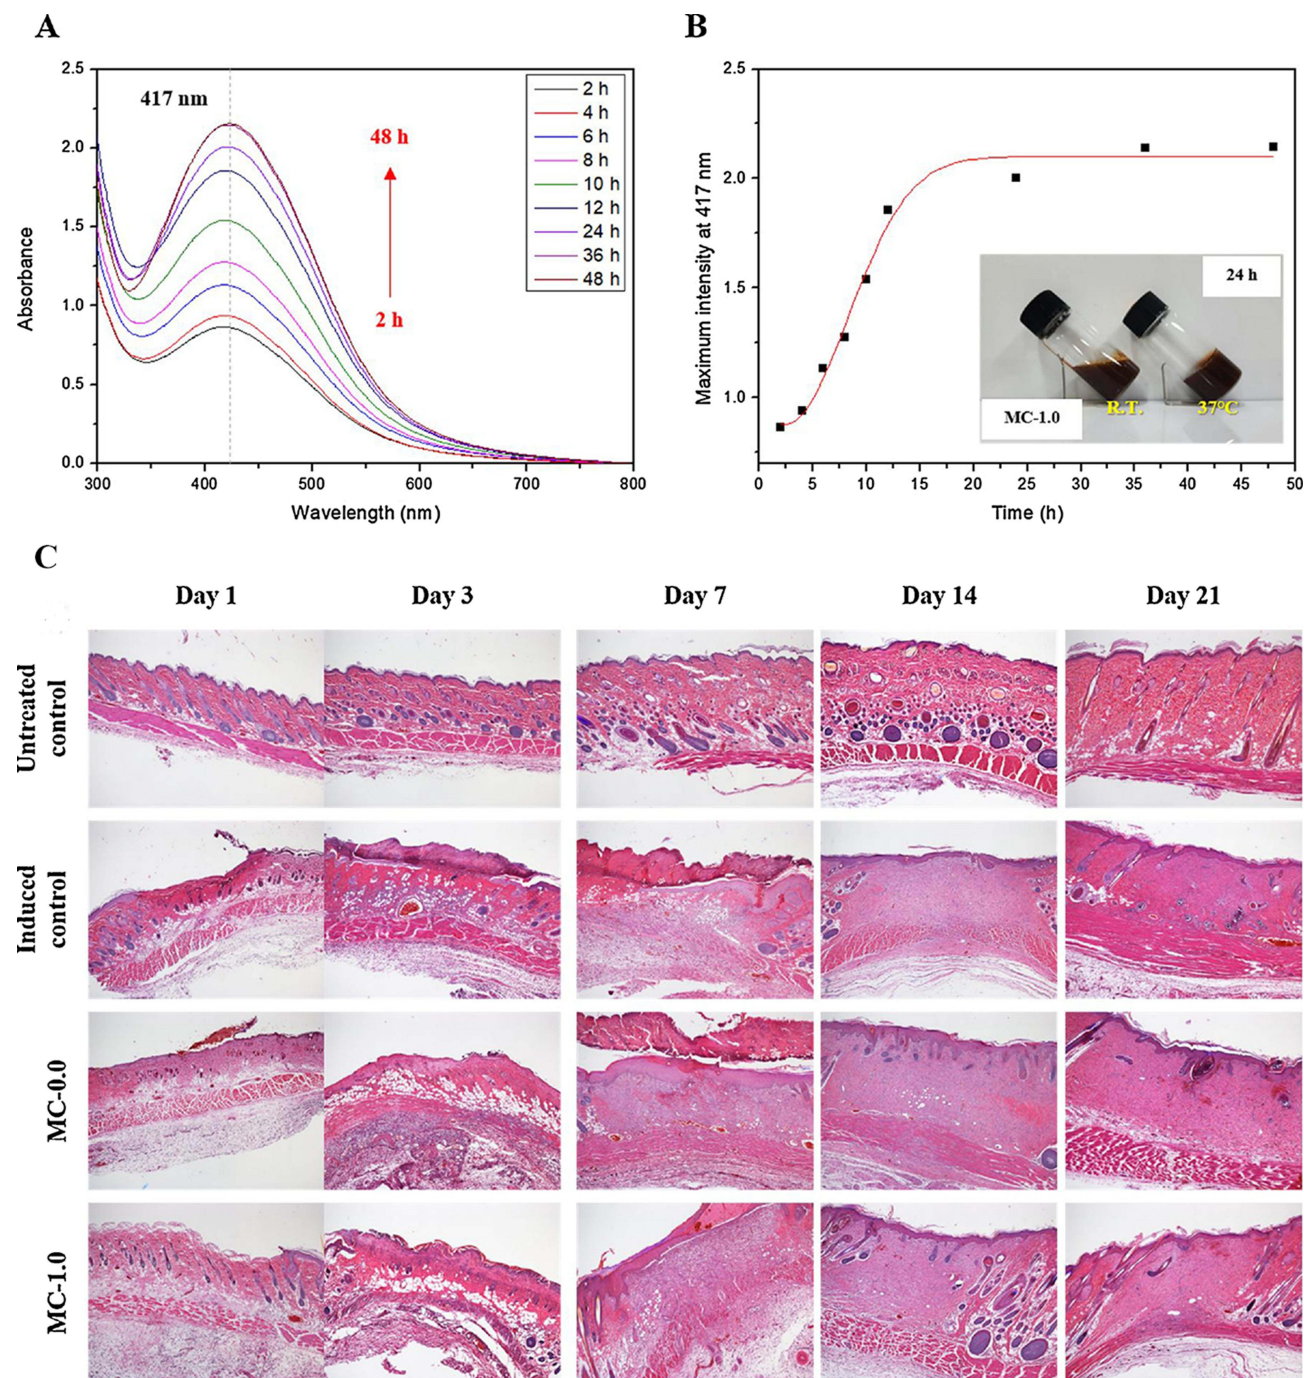 A
2.5
2.0
1.5
1.0
0.5
0.0
300
400
500
600
700
800
Absorbance
Wavelength (nm)
417 nm
48 h
2 h
2 h
4 h
6 h
8 h
10 h
12 h
24 h
36 h
48 h
B
2.5
2.0
1.5
1.0
0
5
10
15
20
25
30
35
40
45
50
Maximum intensity at 417 nm
Time (h)
24 h
MC-1.0
R.T.
37°C
C
Day 1
Day 3
Day 7
Day 14
Day 21
Untreated
control
Induced
control
MC-0.0
MC-1.0